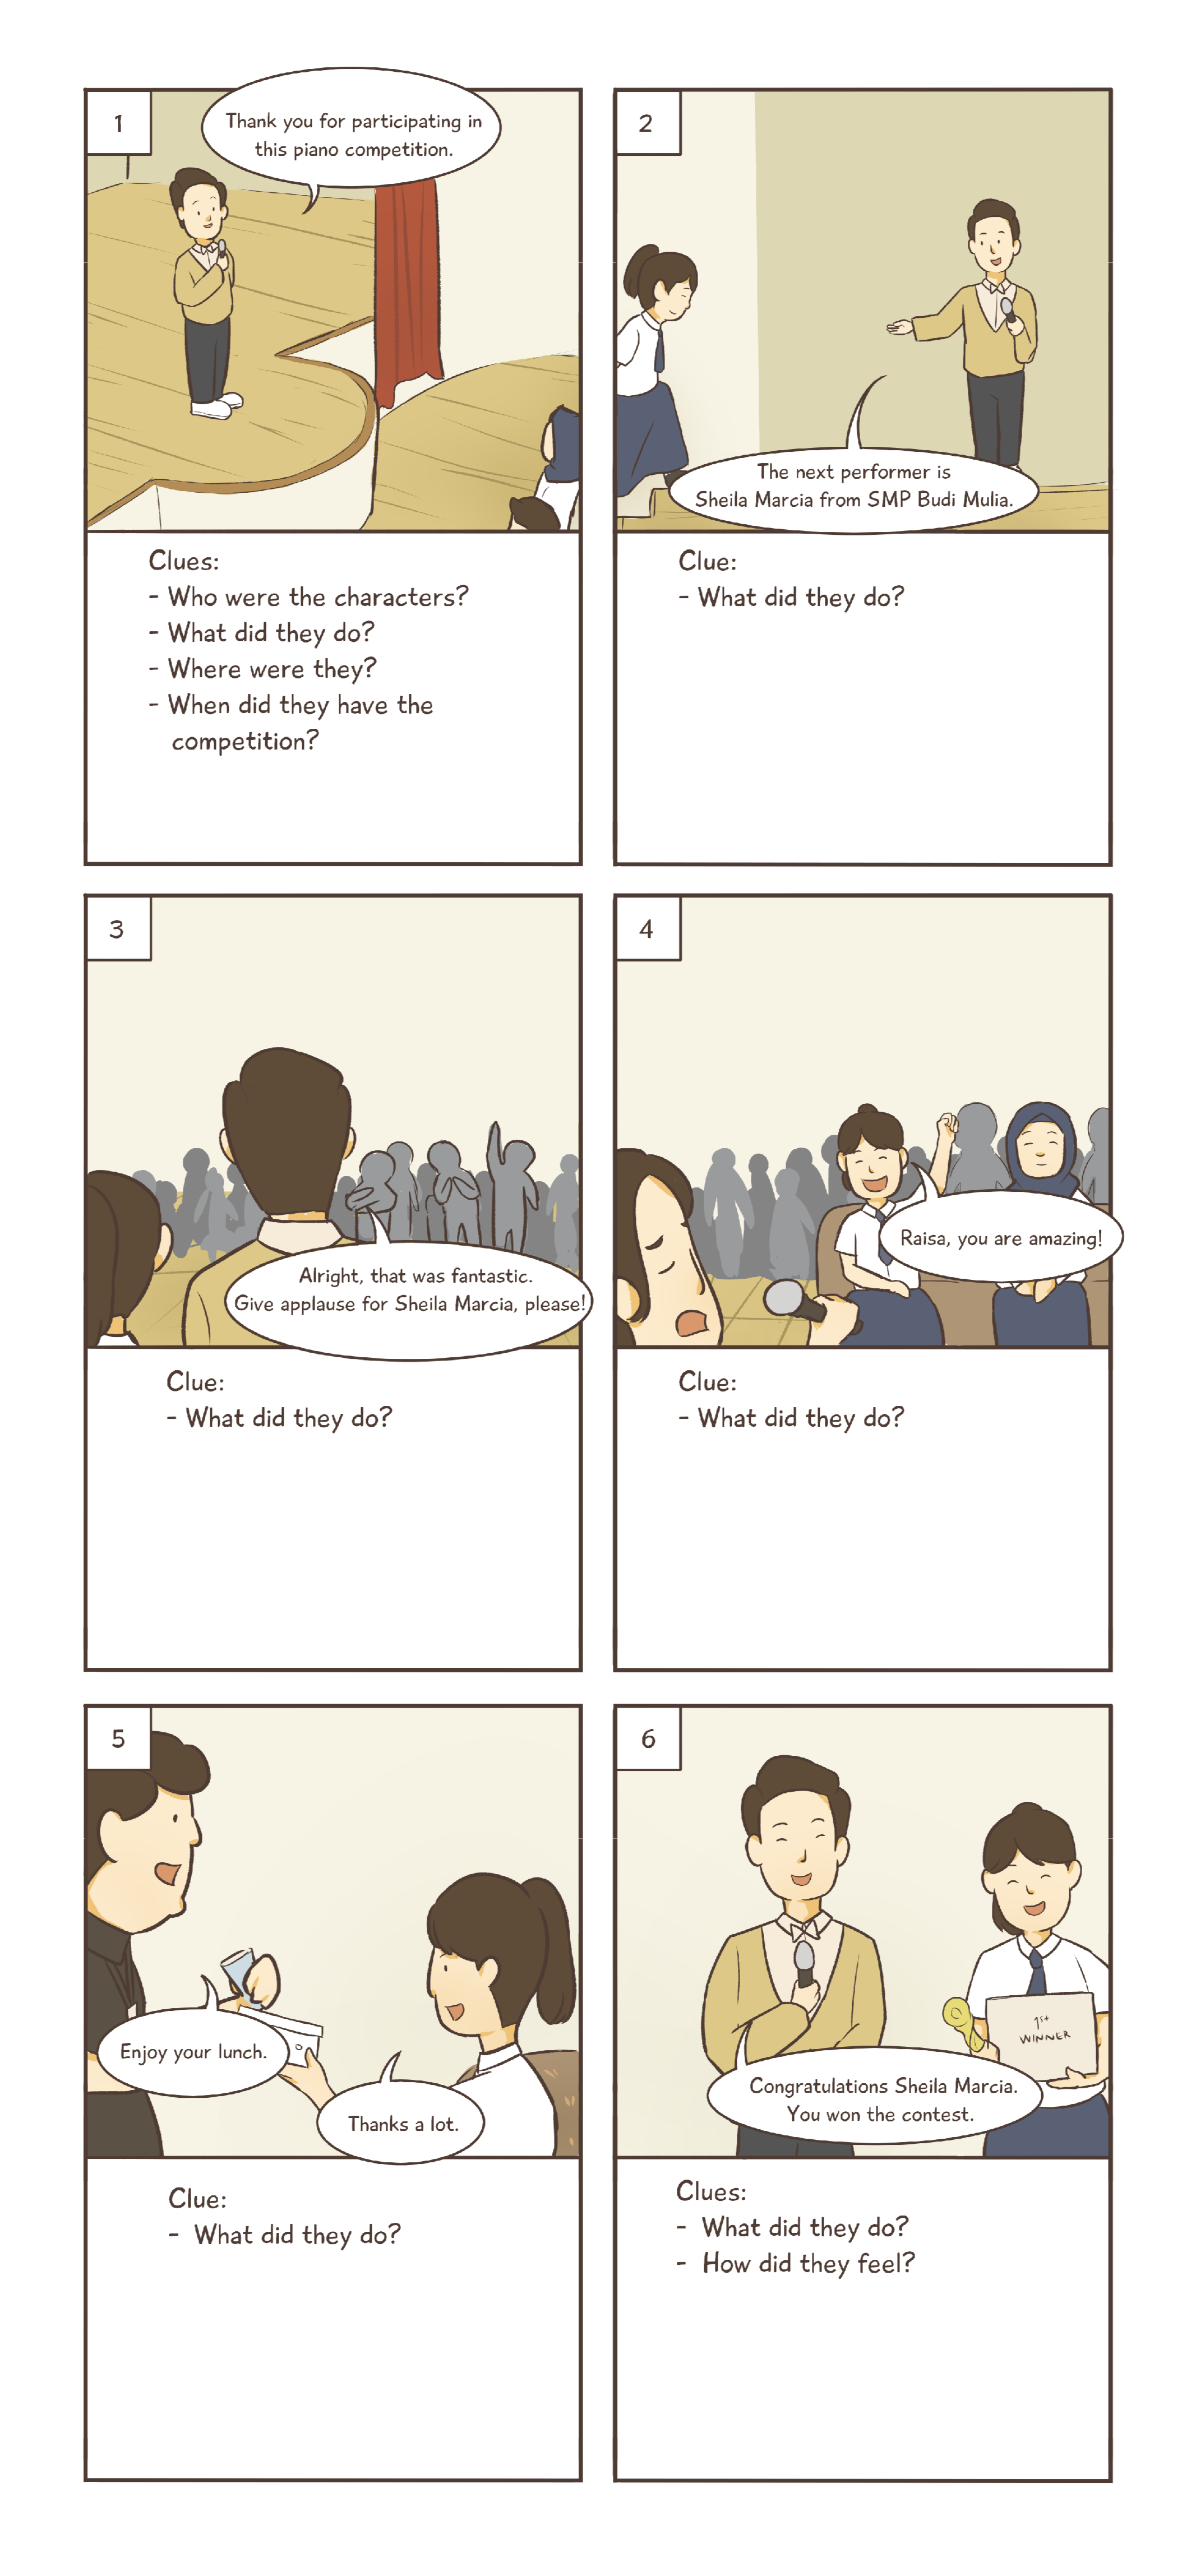 1
Thank you for participating in
this piano competition.
Clues:
- Who were the characters?
- What did they do?
- Where were they?
- When did they have the
competition?
2
The next performer is
Sheila Marcia from SMP Budi Mulia.
Clue:
- What did they do?
3
Alright, that was fantastic.
Give applause for Sheila Marcia, please!
Clue:
- What did they do?
4
Raisa, you are amazing!
Clue:
- What did they do?
5
Enjoy your lunch.
Thanks a lot.
Clue:
- What did they do?
6
1st
WINNER
Congratulations Sheila Marcia.
You won the contest.
Clues:
- What did they do?
- How did they feel?